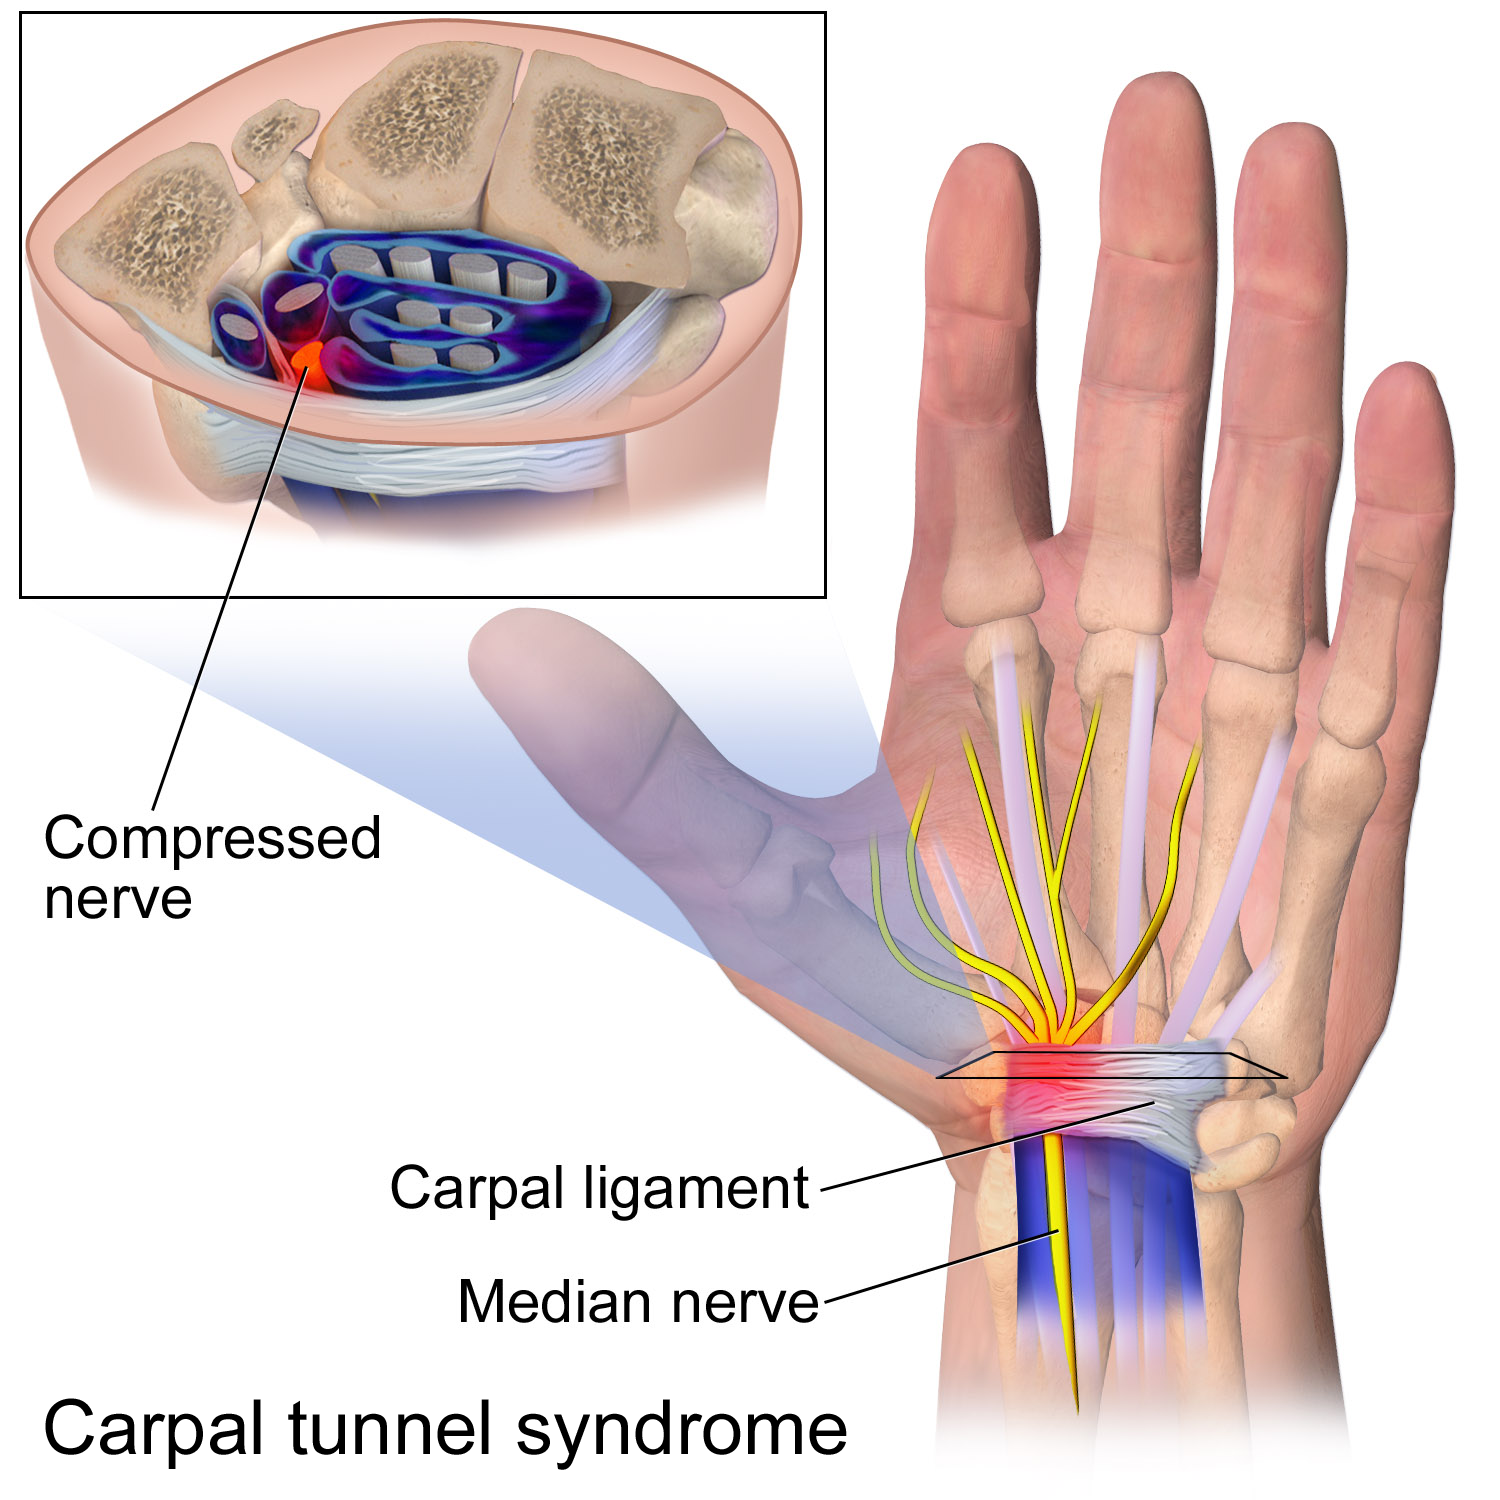 Compressed
nerve
Carpal ligament
Median nerve
Carpal tunnel syndrome